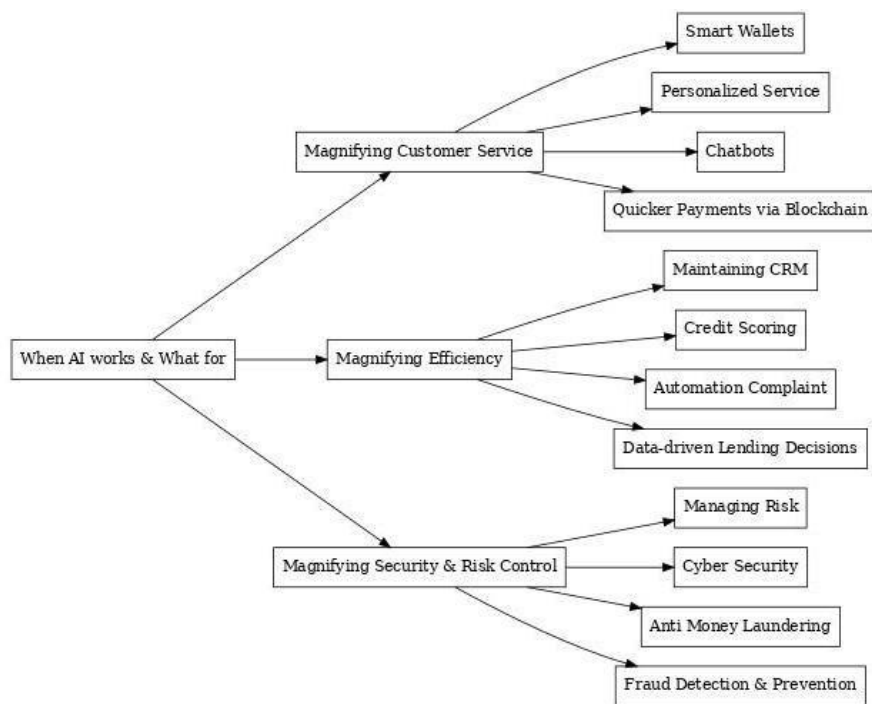 When AI works & What for
Magnifying Customer Service
Smart Wallets
Personalized Service
Chatbots
Quicker Payments via Blockchain
Magnifying Efficiency
Maintaining CRM
Credit Scoring
Automation Complaint
Data-driven Lending Decisions
Magnifying Security & Risk Control
Managing Risk
Cyber Security
Anti Money Laundering
Fraud Detection & Prevention